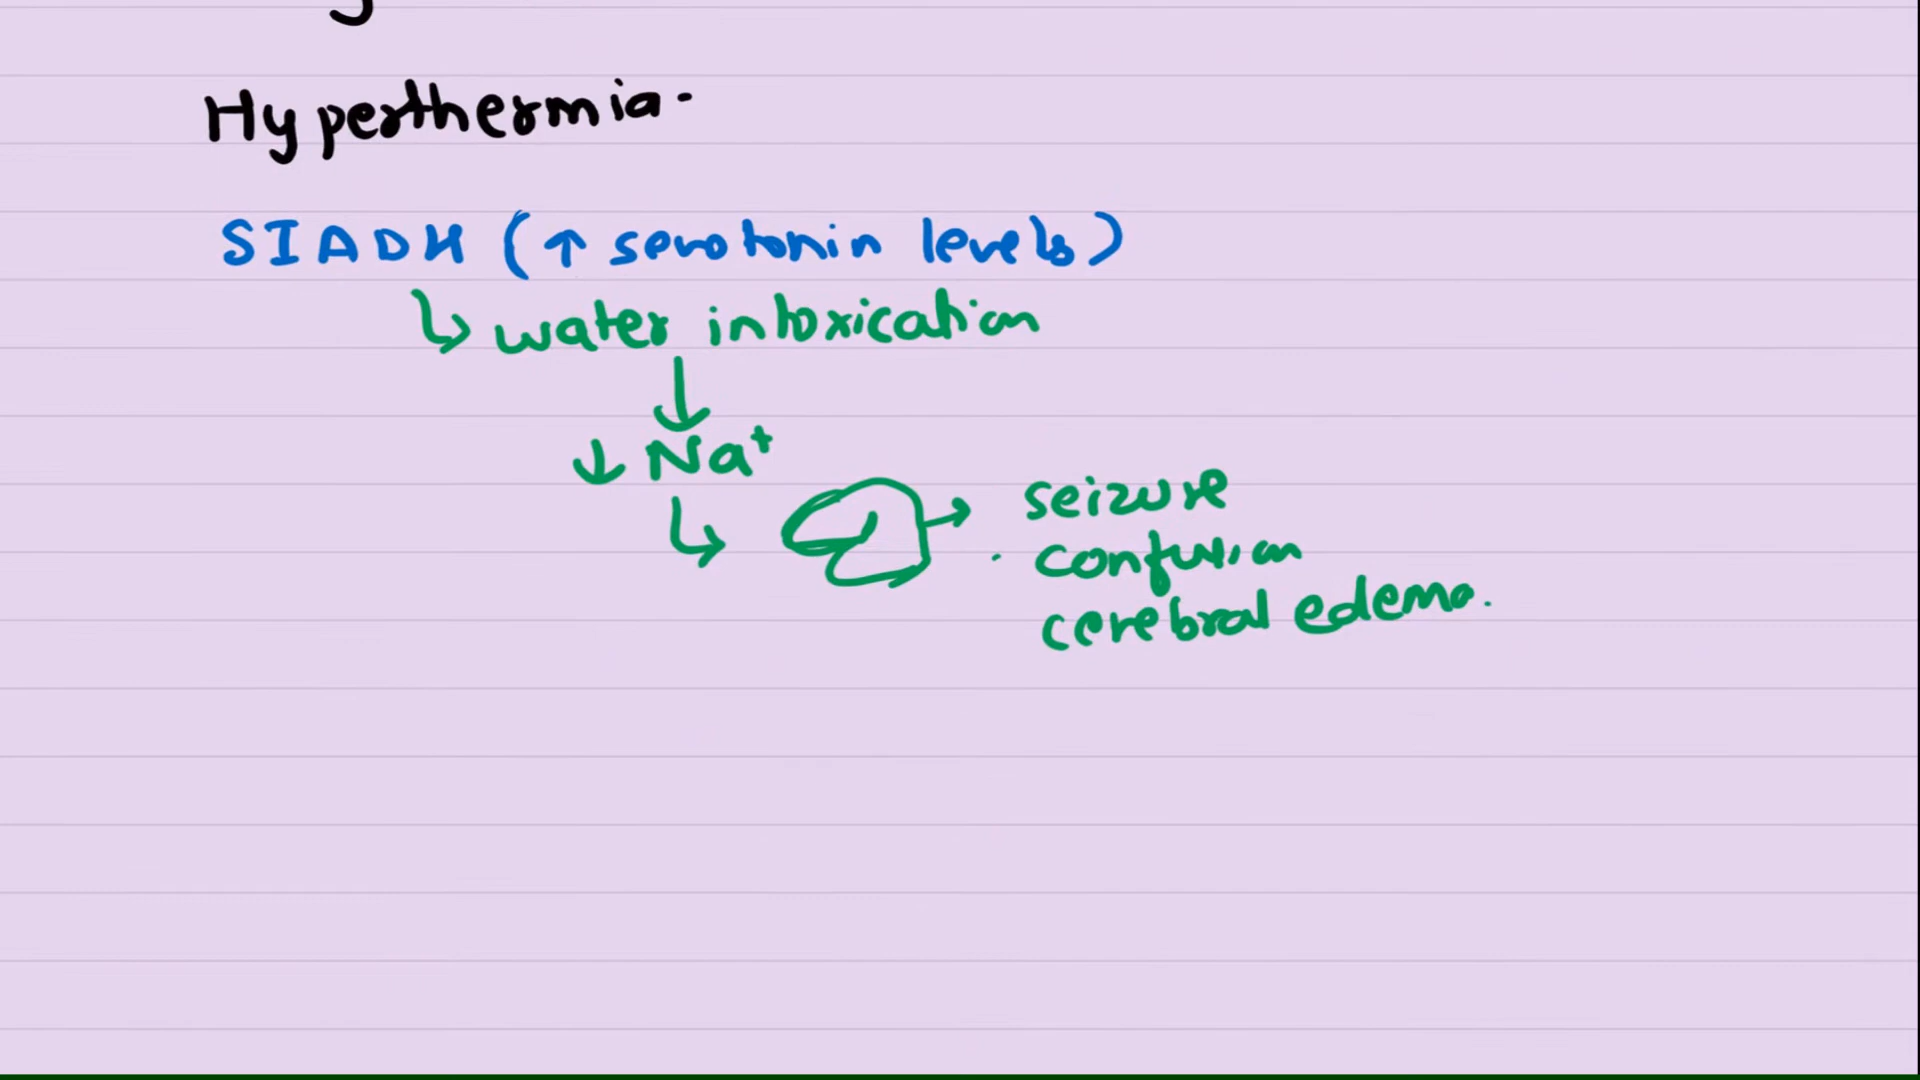 Hyperthermia.
SIADH (↑ serotonin levels)
↳ water intoxication
↓
↓ Na⁺
↳ → seizure
confusion
cerebral edema.